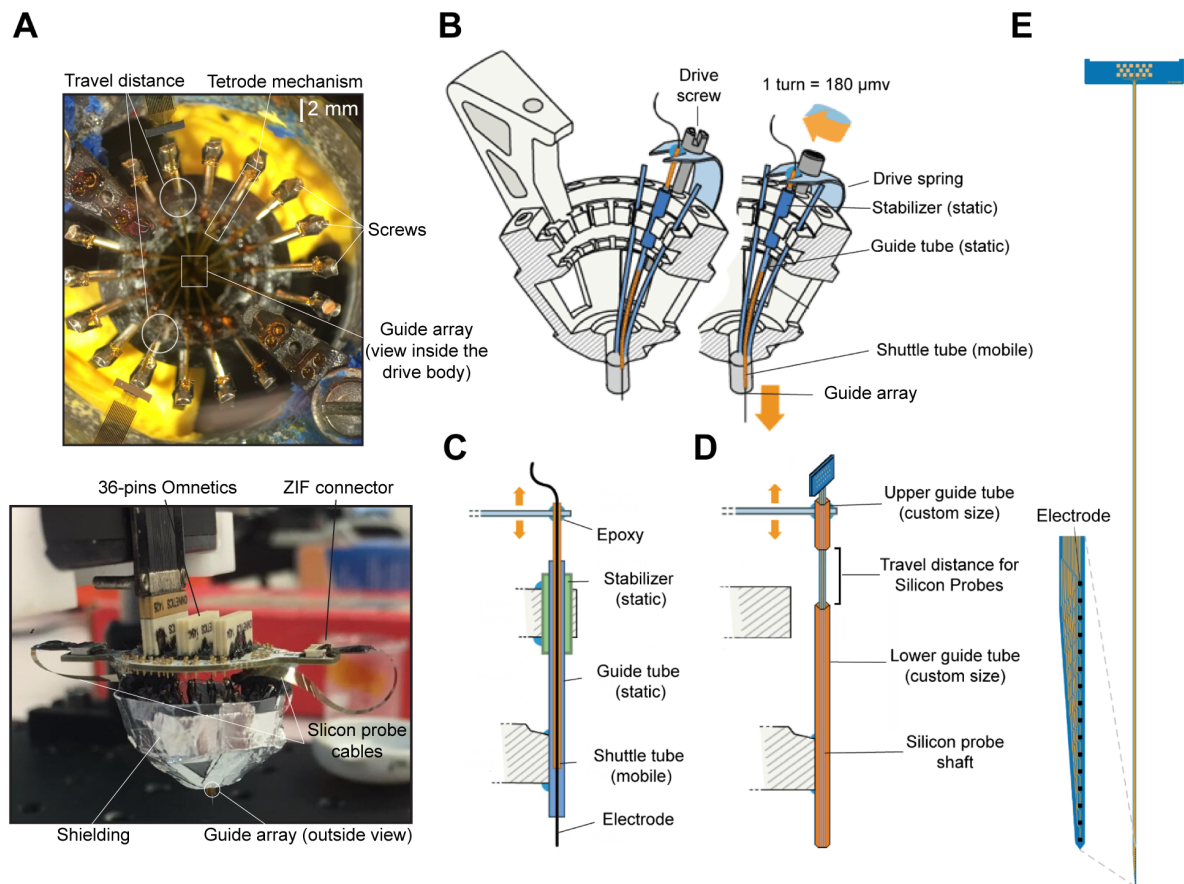 A
Travel distance
Tetrode mechanism
2 mm
Screws
Guide array
(view inside the
drive body)
36-pins Omnetics
ZIF connector
OMNETICS 1435
Slicon probe
cables
Shielding
Guide array (outside view)
B
Drive
screw
1 turn = 180 µmv
Drive spring
Stabilizer (static)
Guide tube (static)
Shuttle tube (mobile)
Guide array
C
Epoxy
Stabilizer
(static)
Guide tube
(static)
Shuttle tube
(mobile)
Electrode
D
Upper guide tube
(custom size)
Travel distance for
Silicon Probes
Lower guide tube
(custom size)
Silicon probe
shaft
E
Electrode